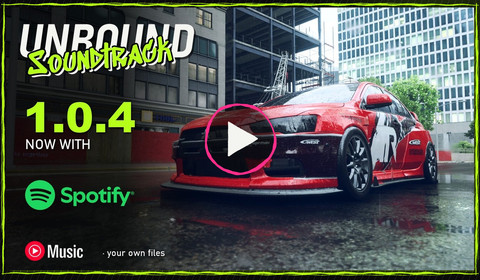 UNBOUND
SOUNDTRACK
1.0.4
NOW WITH
Spotify
Music
· your own files